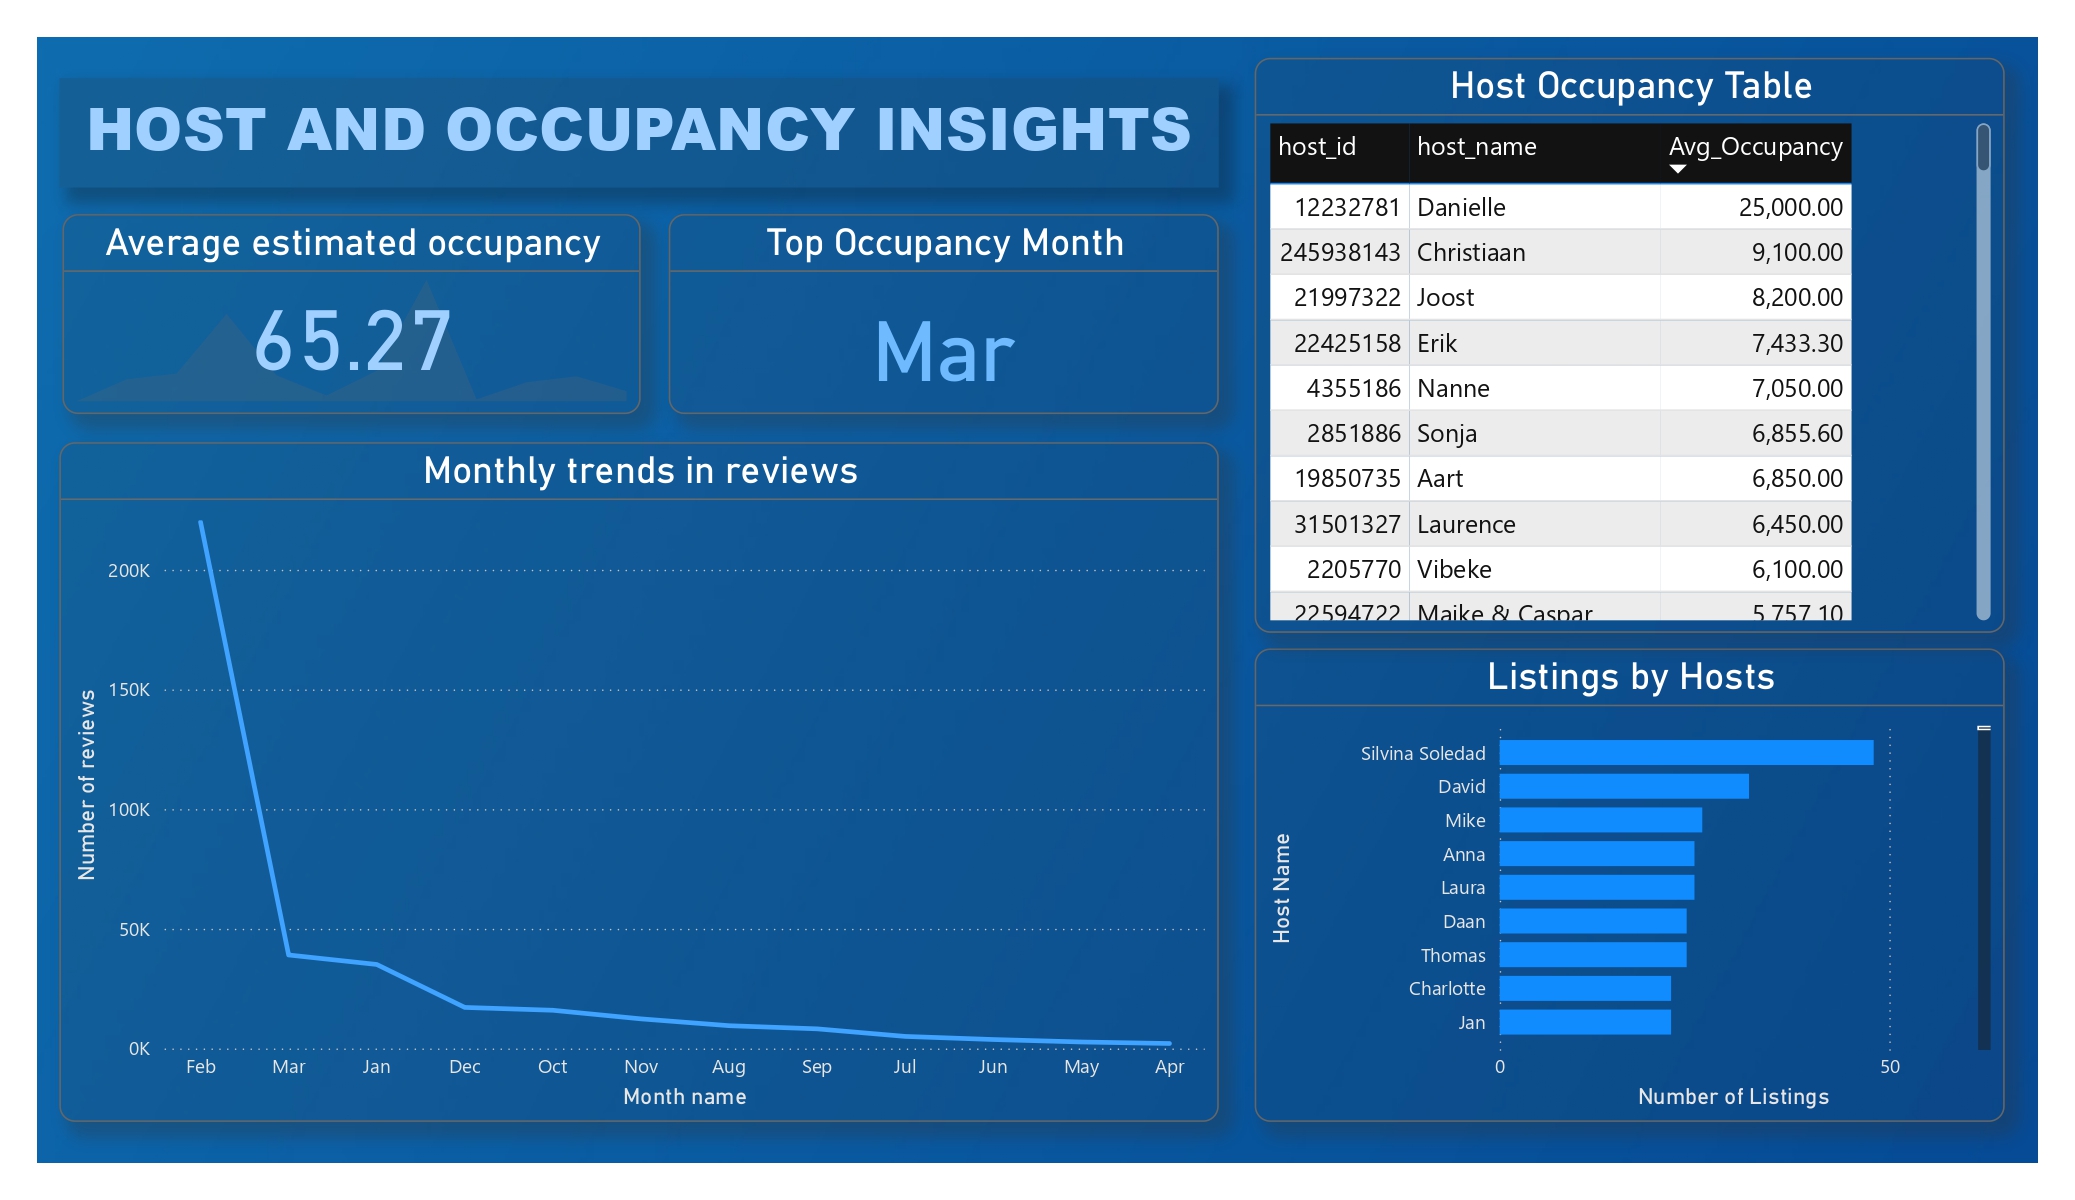 HOST AND OCCUPANCY INSIGHTS
Average estimated occupancy
65.27
Top Occupancy Month
Mar
Monthly trends in reviews
Number of reviews
200K
150K
100K
50K
0K
Feb Mar Jan Dec Oct Nov Aug Sep Jul Jun May Apr
Month name
Host Occupancy Table
host_id host_name Avg_Occupancy
12232781 Danielle 25,000.00
245938143 Christiaan 9,100.00
21997322 Joost 8,200.00
22425158 Erik 7,433.30
4355186 Nanne 7,050.00
2851886 Sonja 6,855.60
19850735 Aart 6,850.00
31501327 Laurence 6,450.00
2205770 Vibeke 6,100.00
22594722 Maike & Caspar 5,757.10
Listings by Hosts
Host Name
Silvina Soledad
David
Mike
Anna
Laura
Daan
Thomas
Charlotte
Jan
0 50
Number of Listings